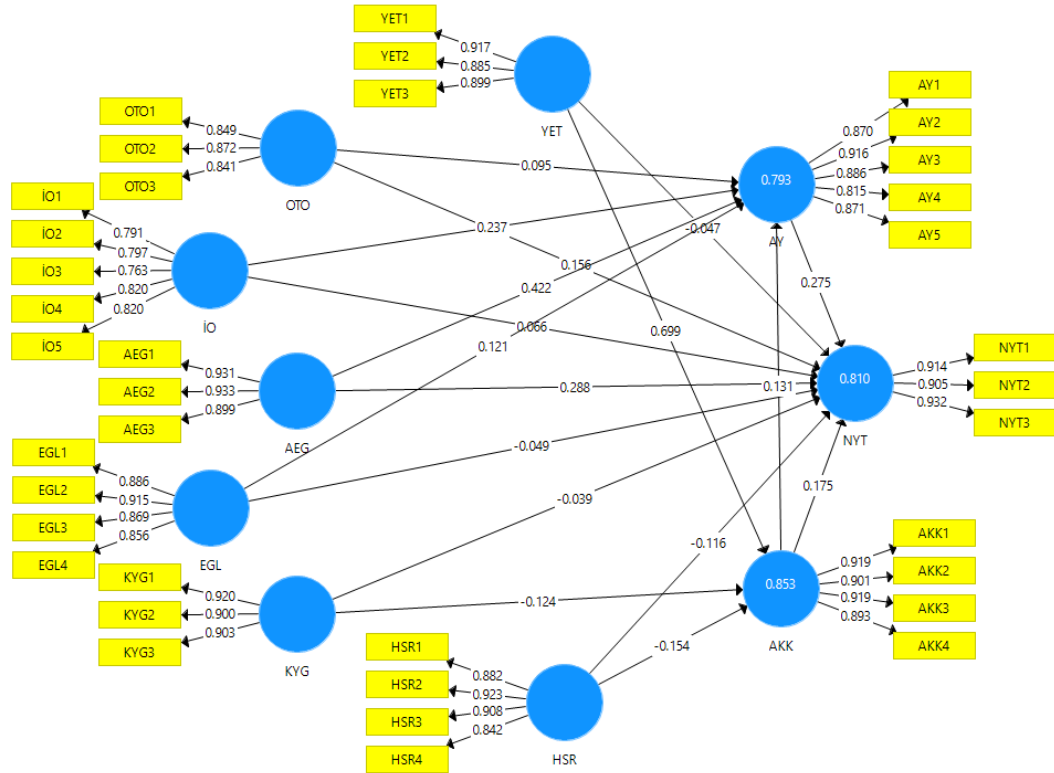 YET1
YET2
YET3
0.917
0.885
0.899
YET
OTO1
OTO2
OTO3
0.849
0.872
0.841
OTO
İO1
İO2
İO3
İO4
İO5
0.791
0.797
0.763
0.820
0.820
İO
AEG1
AEG2
AEG3
0.931
0.933
0.899
AEG
EGL1
EGL2
EGL3
EGL4
0.886
0.915
0.869
0.856
EGL
KYG1
KYG2
KYG3
0.920
0.900
0.903
KYG
HSR1
HSR2
HSR3
HSR4
0.882
0.923
0.908
0.842
HSR
0.095
0.237
-0.047
0.156
0.422
0.275
0.066
0.699
0.121
0.288
0.131
-0.049
-0.039
0.175
-0.116
-0.124
-0.154
0.793
AY
0.870
0.916
0.886
0.815
0.871
AY1
AY2
AY3
AY4
AY5
0.810
NYT
0.914
0.905
0.932
NYT1
NYT2
NYT3
0.853
AKK
0.919
0.901
0.919
0.893
AKK1
AKK2
AKK3
AKK4